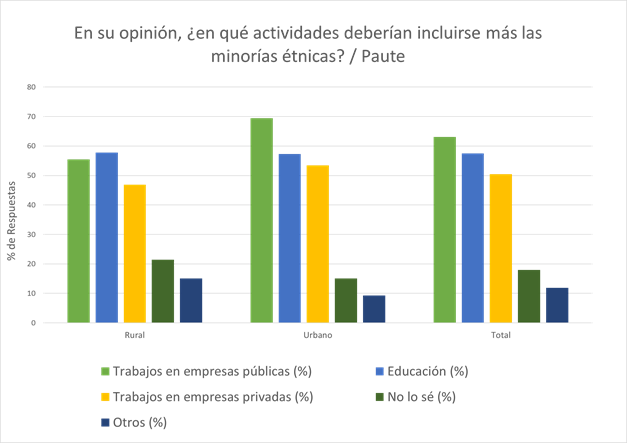 En su opinión, ¿en qué actividades deberían incluirse más las
minorías étnicas? / Paute
80
70
60
50
40
30
20
10
0
% de Respuestas
Rural
Urbano
Total
Trabajos en empresas públicas (%)
Educación (%)
Trabajos en empresas privadas (%)
No lo sé (%)
Otros (%)